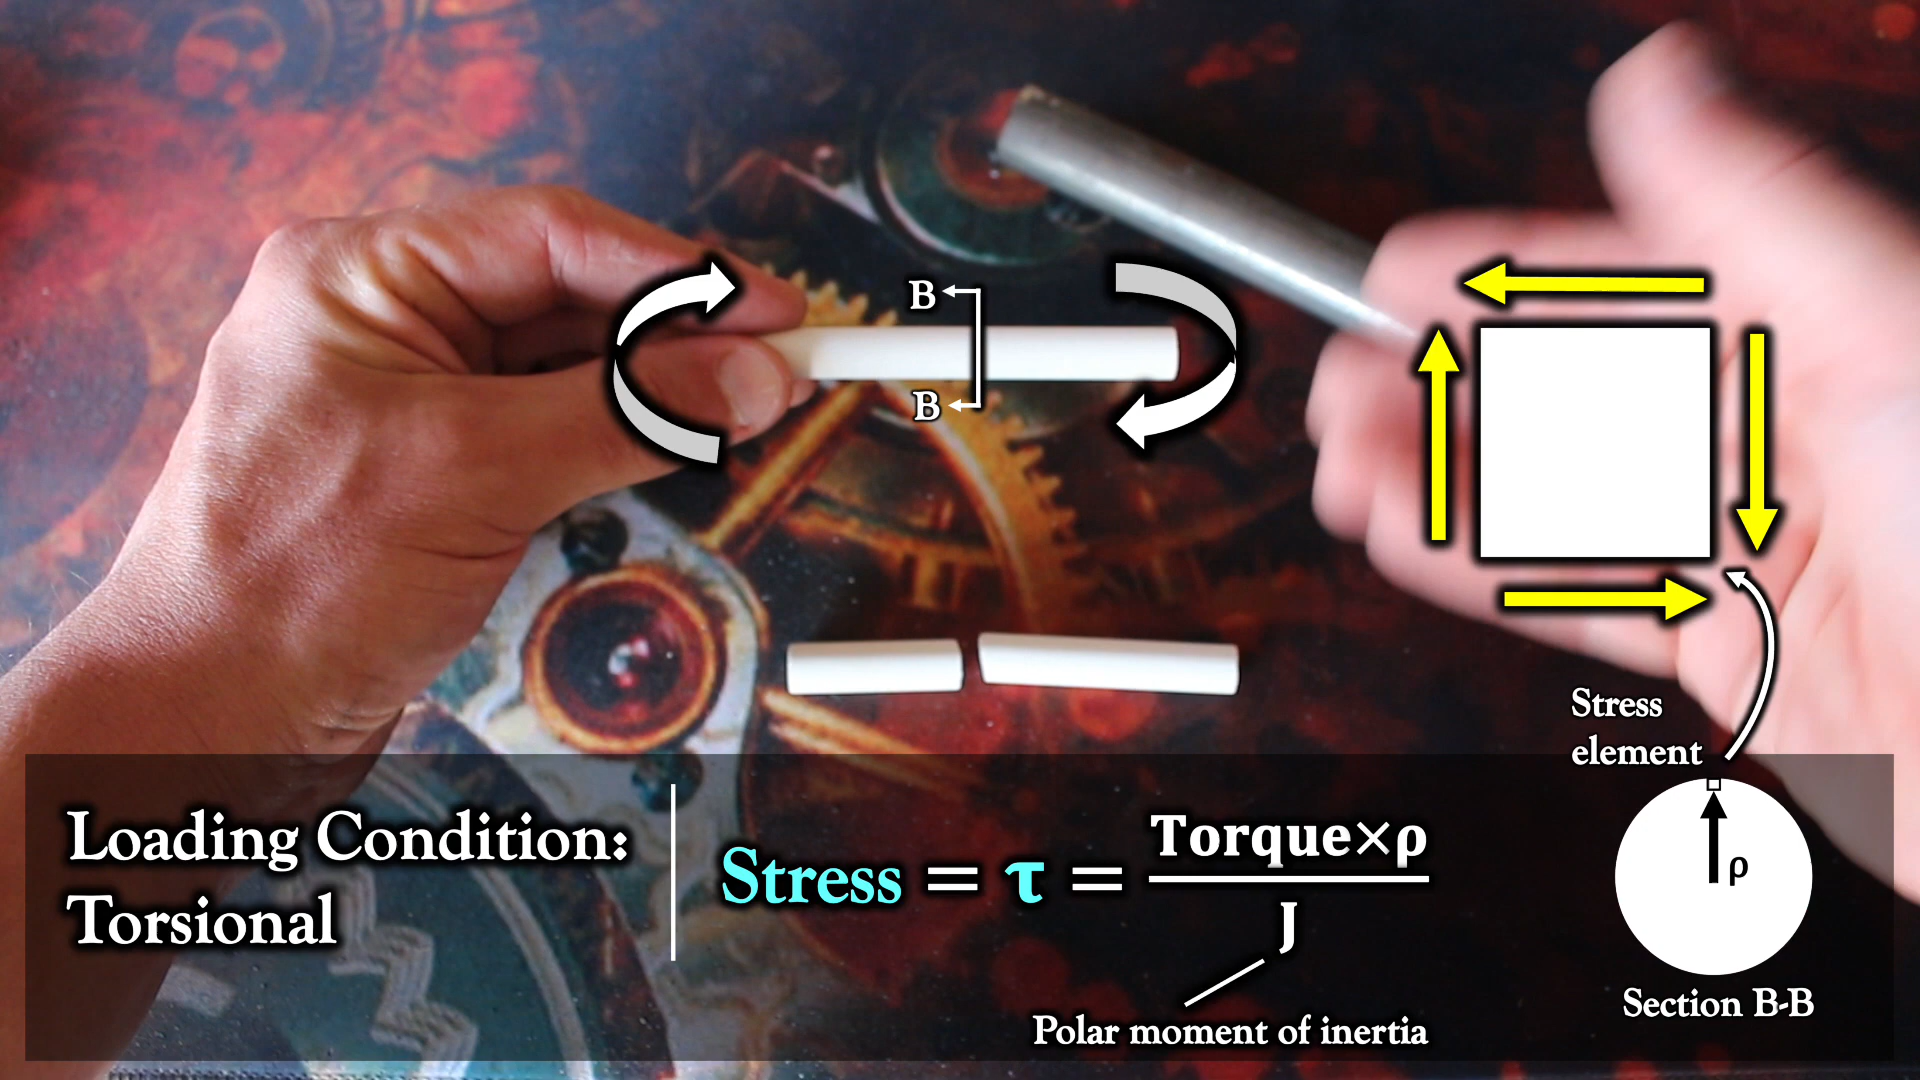 B
B
Stress
element
Loading Condition:
Torsional
Stress = τ = Torque×ρ
J
Polar moment of inertia
ρ
Section B-B